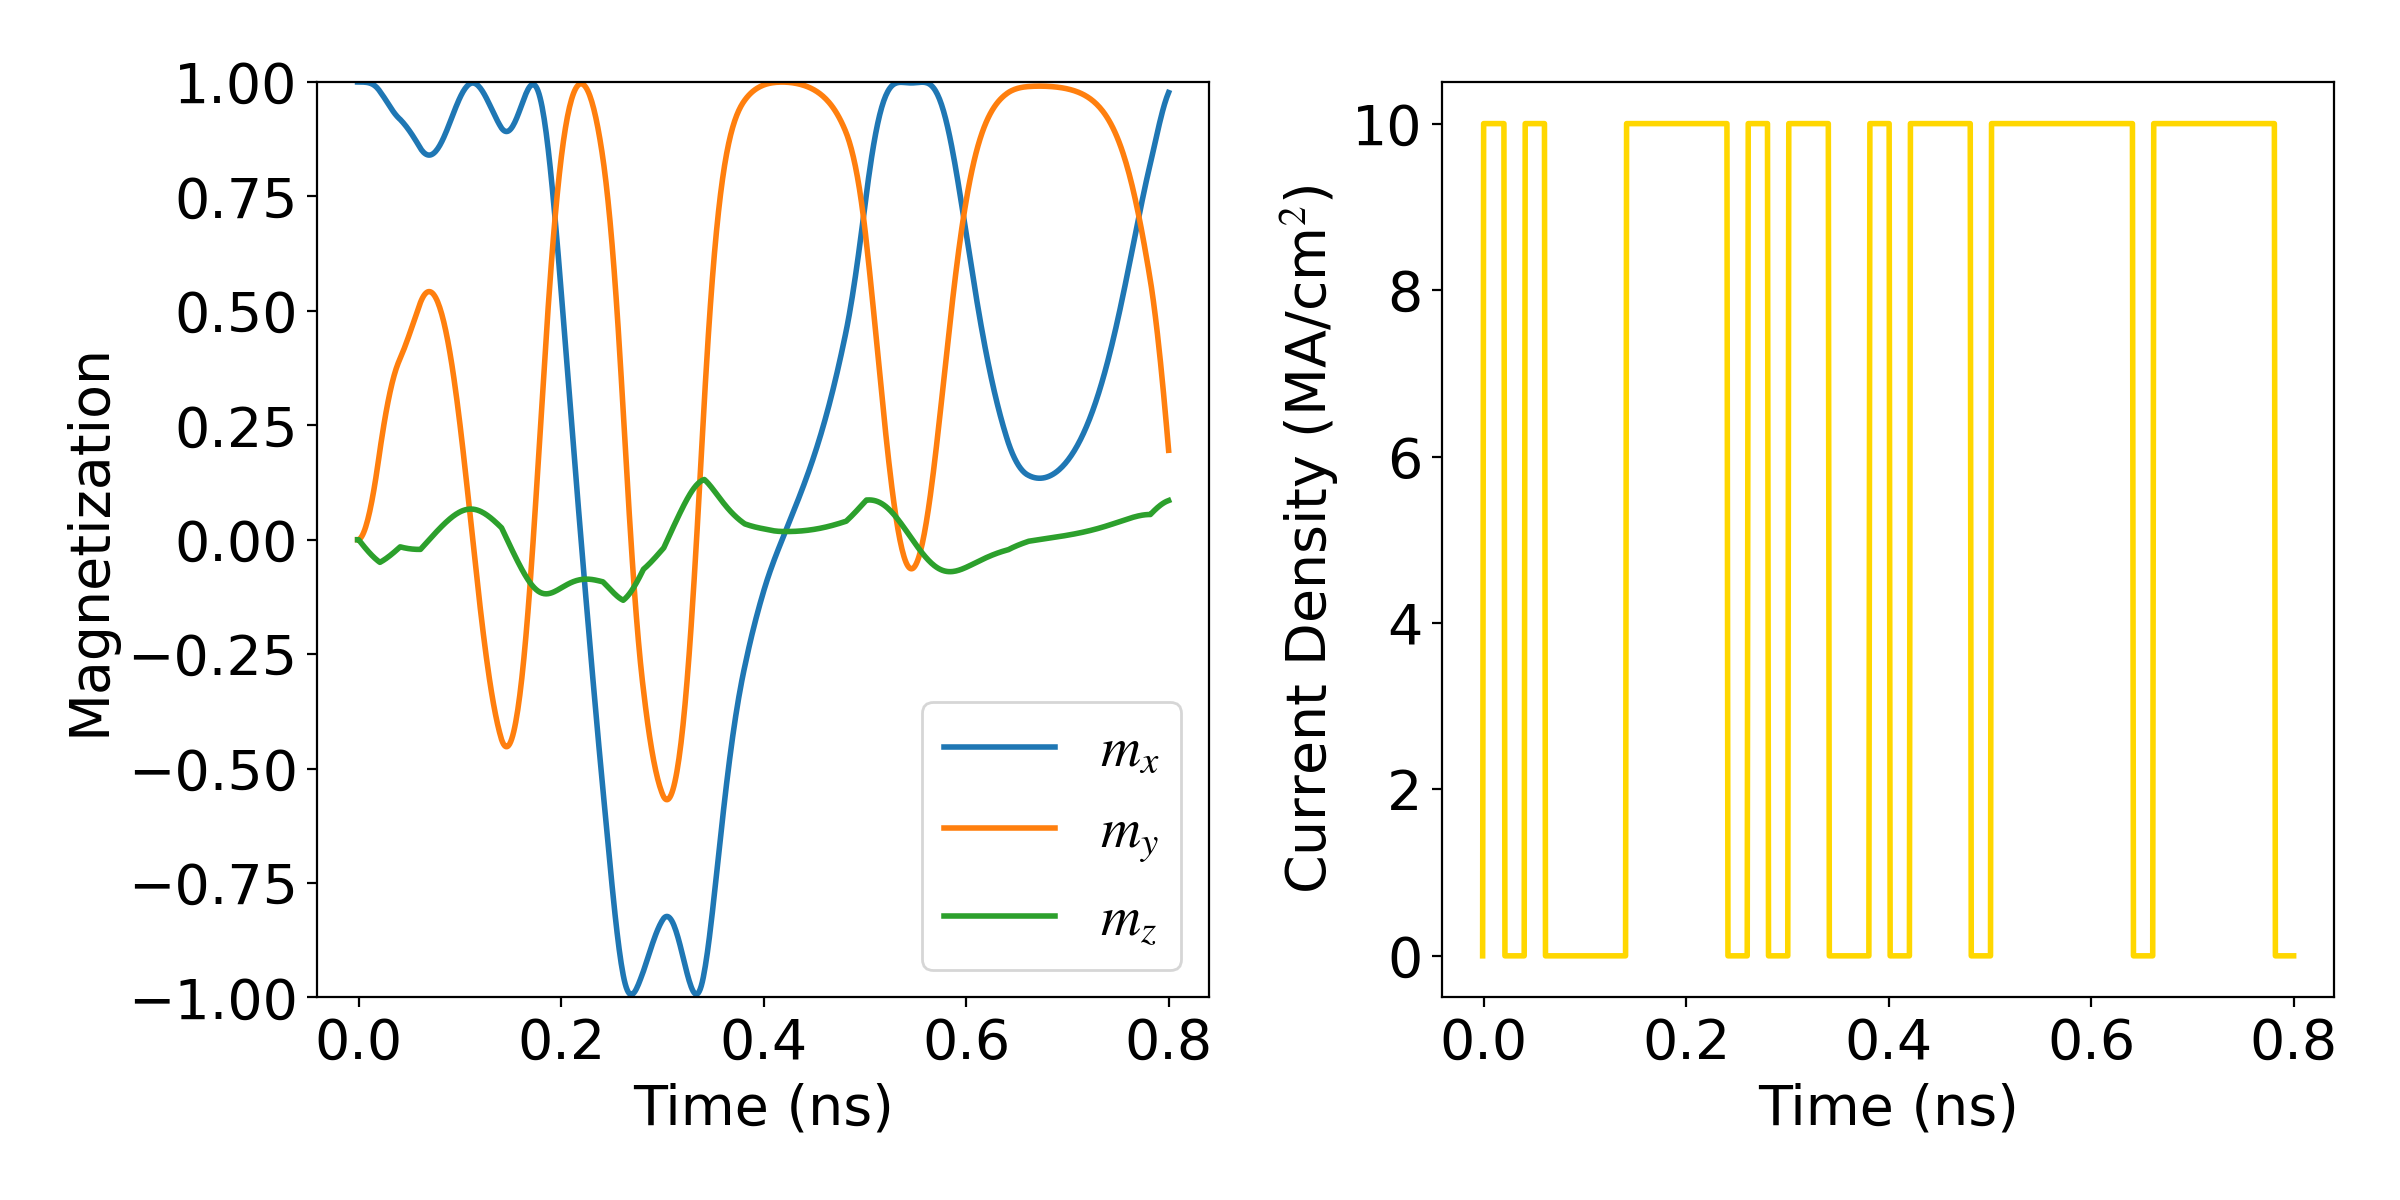 1.00
0.75
0.50
0.25
0.00
−0.25
−0.50
−0.75
−1.00
Magnetization
0.0 0.2 0.4 0.6 0.8
Time (ns)
m_x
m_y
m_z
10
8
6
4
2
0
Current Density (MA/cm²)
0.0 0.2 0.4 0.6 0.8
Time (ns)